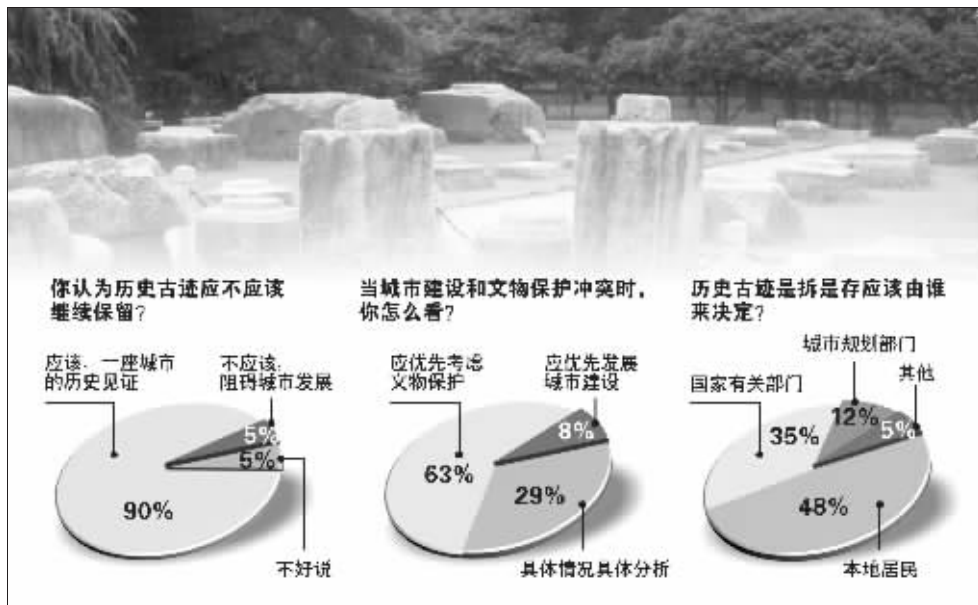 你认为历史古迹应不应该
继续保留?
应该、一座城市
的历史见证
不应该,
阻碍城市发展
5%
5%
90%
不好说
当城市建设和文物保护冲突时,
你怎么看?
应优先考虑
文物保护
应优先发展
城市建设
8%
63%
29%
具体情况具体分析
历史古迹是拆是存应该由谁
来决定?
城市规划部门
国家有关部门
其他
12%
5%
35%
48%
本地居民